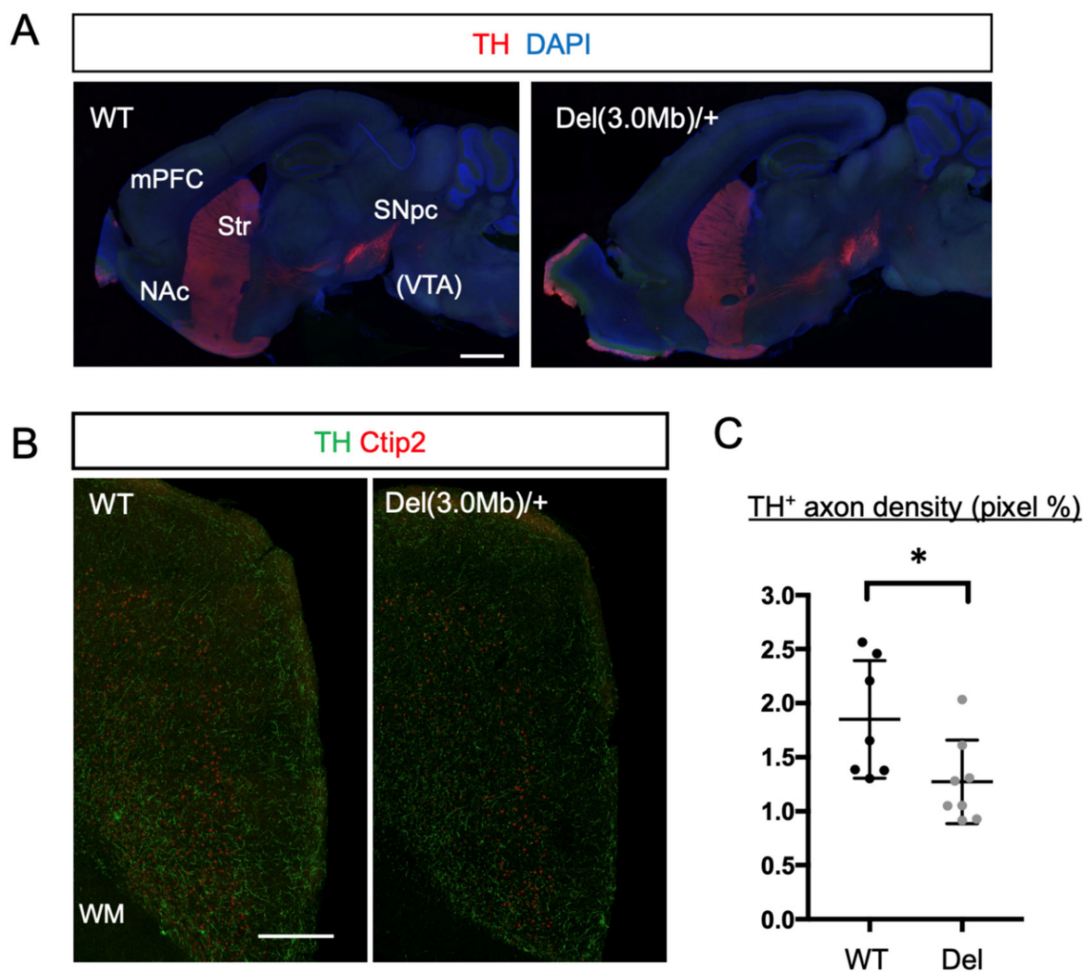 A
TH DAPI
WT
mPFC
Str
SNpc
NAc
(VTA)
Del(3.0Mb)/+
B
TH Ctip2
WT
WM
Del(3.0Mb)/+
C
TH⁺ axon density (pixel %)
*
3.0
2.5
2.0
1.5
1.0
0.5
0.0
WT Del